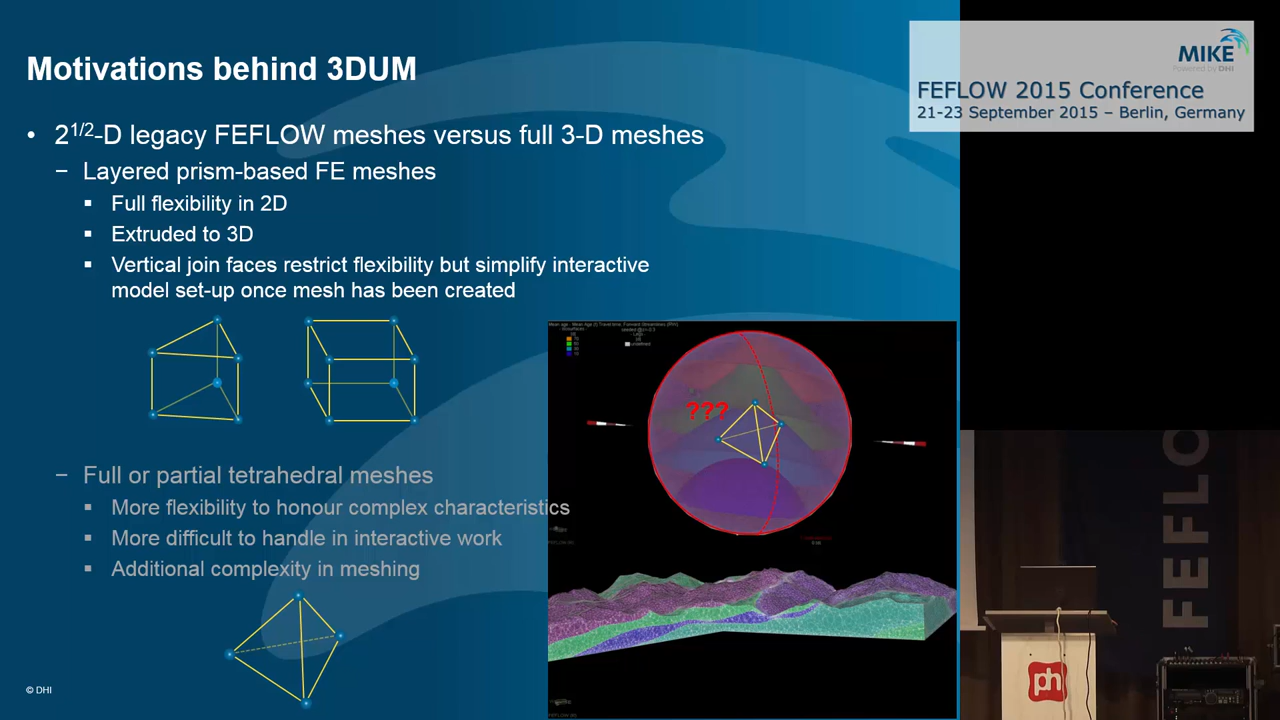 Motivations behind 3DUM
• 21/2-D legacy FEFLOW meshes versus full 3-D meshes
− Layered prism-based FE meshes
▪ Full flexibility in 2D
▪ Extruded to 3D
▪ Vertical join faces restrict flexibility but simplify interactive
model set-up once mesh has been created
− Full or partial tetrahedral meshes
▪ More flexibility to honour complex characteristics
▪ More difficult to handle in interactive work
▪ Additional complexity in meshing
© DHI
???
MIKE
Powered by DHI
FEFLOW 2015 Conference
21-23 September 2015 – Berlin, Germany
FEFLO
ph